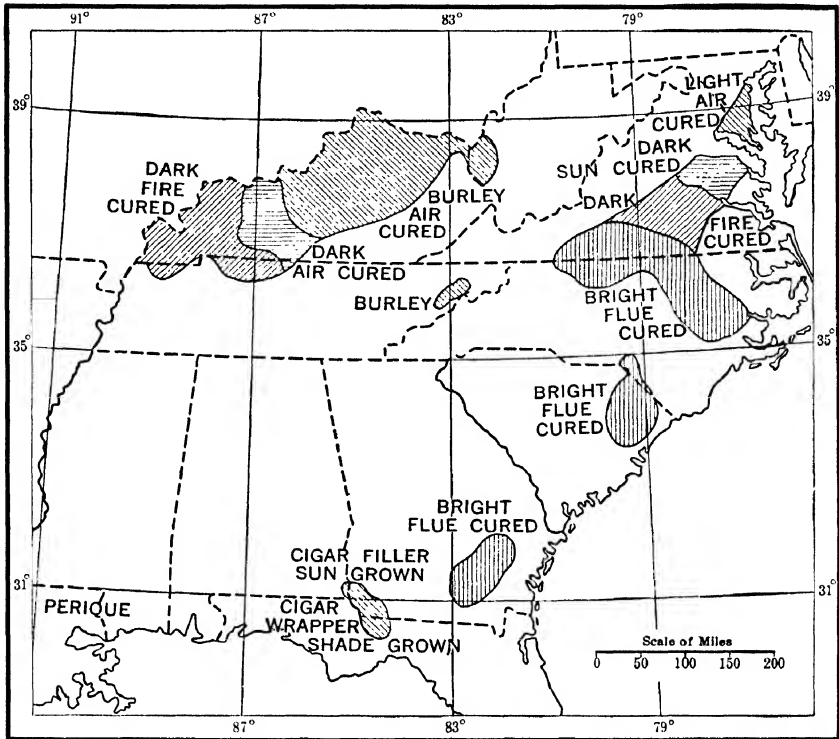 91° 87° 83° 79°
39° 39°
LIGHT
AIR
CURED
DARK
SUN CURED
DARK
FIRE
CURED
BURLEY
AIR
CURED
DARK
FIRE
CURED
DARK
AIR CURED
BURLEY
BRIGHT
FLUE
CURED
35° 35°
BRIGHT
FLUE
CURED
BRIGHT
FLUE CURED
CIGAR FILLER
SUN GROWN
31° 31°
PERIQUE
CIGAR
WRAPPER
SHADE GROWN
Scale of Miles
0 50 100 150 200
87° 83° 79°